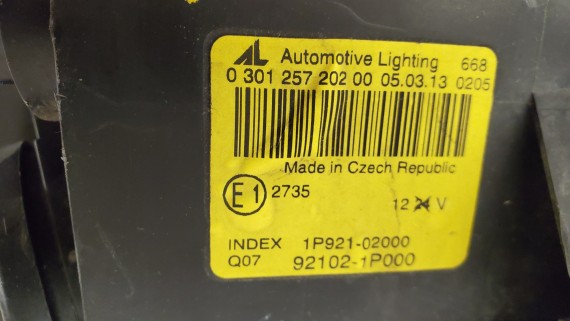 AL Automotive Lighting 668
0 301 257 202 00 05.03.13 0205
Made in Czech Republic
E1 2735
12 24 V
INDEX 1P921-02000
Q07 92102-1P000